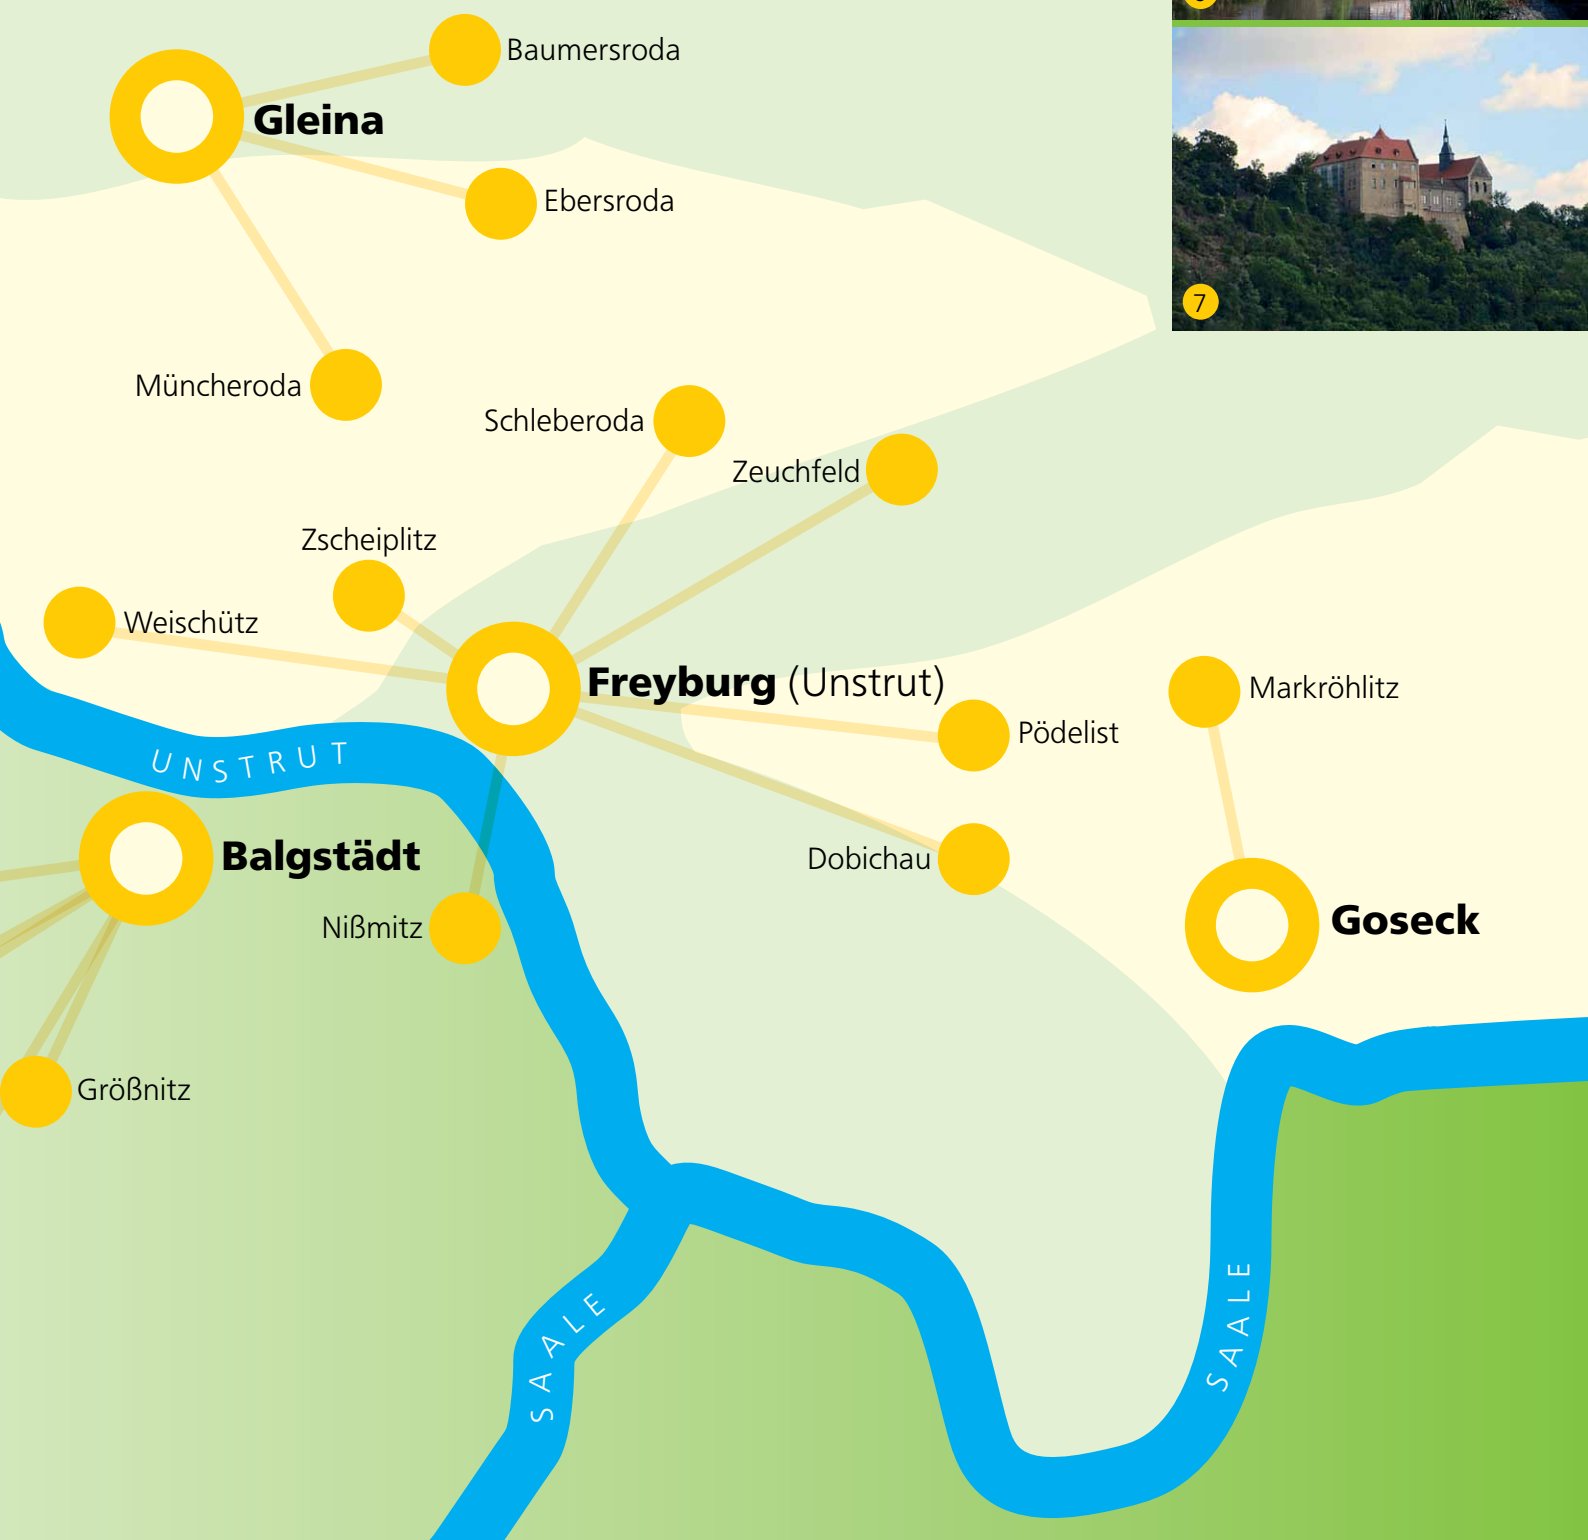 Baumersroda
Gleina
Ebersroda
7
Müncheroda
Schleberoda
Zeuchfeld
Zscheiplitz
Weischütz
Freyburg (Unstrut)
Markröhlitz
Pödelist
UNSTRUT
Balgstädt
Dobichau
Goseck
Nißmitz
Größnitz
SAALE
SAALE